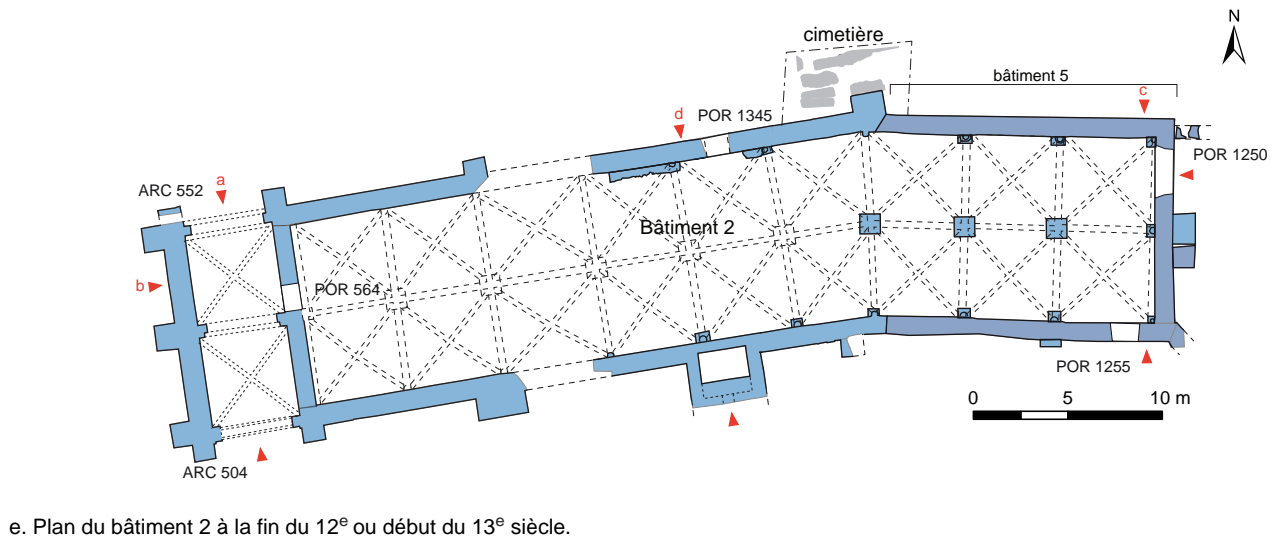 N
cimetière
bâtiment 5
c
d
POR 1345
POR 1250
ARC 552
a
Bâtiment 2
b
POR 564
POR 1255
0 5 10 m
ARC 504
e. Plan du bâtiment 2 à la fin du 12e ou début du 13e siècle.